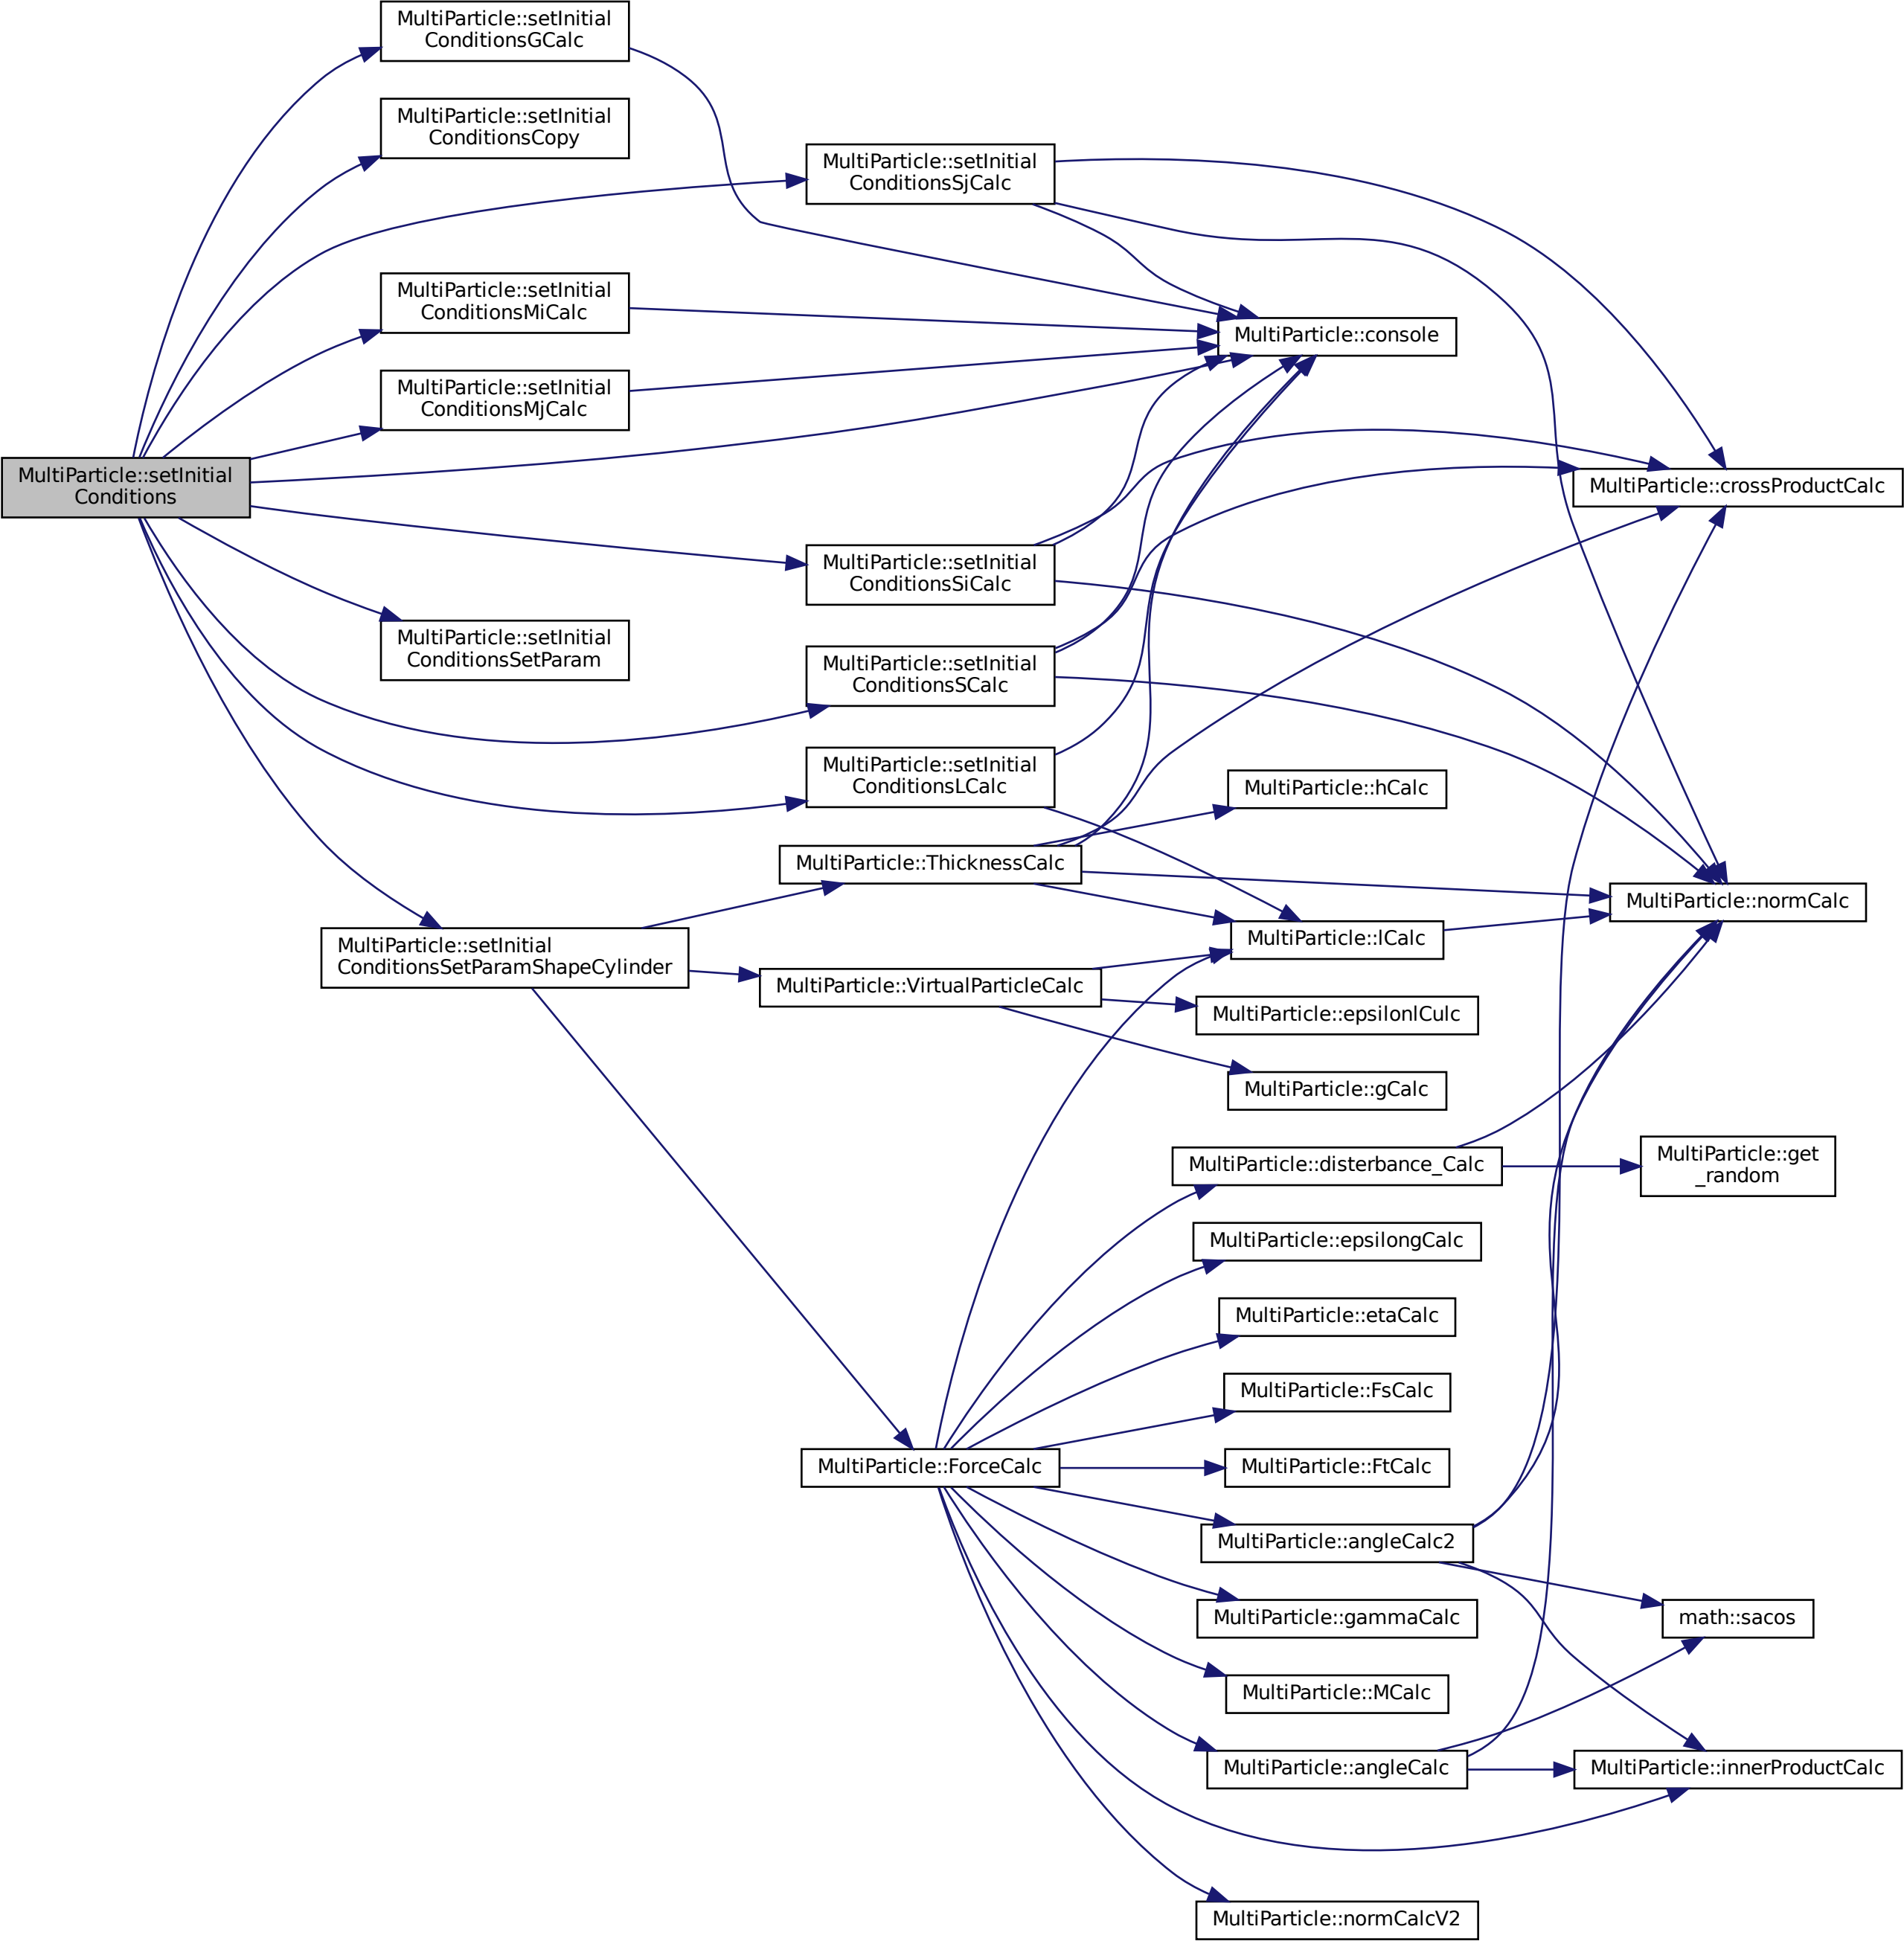 MultiParticle::setInitial
ConditionsGCalc
MultiParticle::setInitial
ConditionsCopy
MultiParticle::setInitial
ConditionsSjCalc
MultiParticle::setInitial
ConditionsMiCalc
MultiParticle::console
MultiParticle::setInitial
ConditionsMjCalc
MultiParticle::setInitial
Conditions
MultiParticle::crossProductCalc
MultiParticle::setInitial
ConditionsSiCalc
MultiParticle::setInitial
ConditionsSetParam
MultiParticle::setInitial
ConditionsSCalc
MultiParticle::setInitial
ConditionsLCalc
MultiParticle::hCalc
MultiParticle::ThicknessCalc
MultiParticle::normCalc
MultiParticle::lCalc
MultiParticle::setInitial
ConditionsSetParamShapeCylinder
MultiParticle::VirtualParticleCalc
MultiParticle::epsilonlCulc
MultiParticle::gCalc
MultiParticle::disterbance_Calc
MultiParticle::get
_random
MultiParticle::epsilongCalc
MultiParticle::etaCalc
MultiParticle::FsCalc
MultiParticle::ForceCalc
MultiParticle::FtCalc
MultiParticle::angleCalc2
MultiParticle::gammaCalc
math::sacos
MultiParticle::MCalc
MultiParticle::angleCalc
MultiParticle::innerProductCalc
MultiParticle::normCalcV2